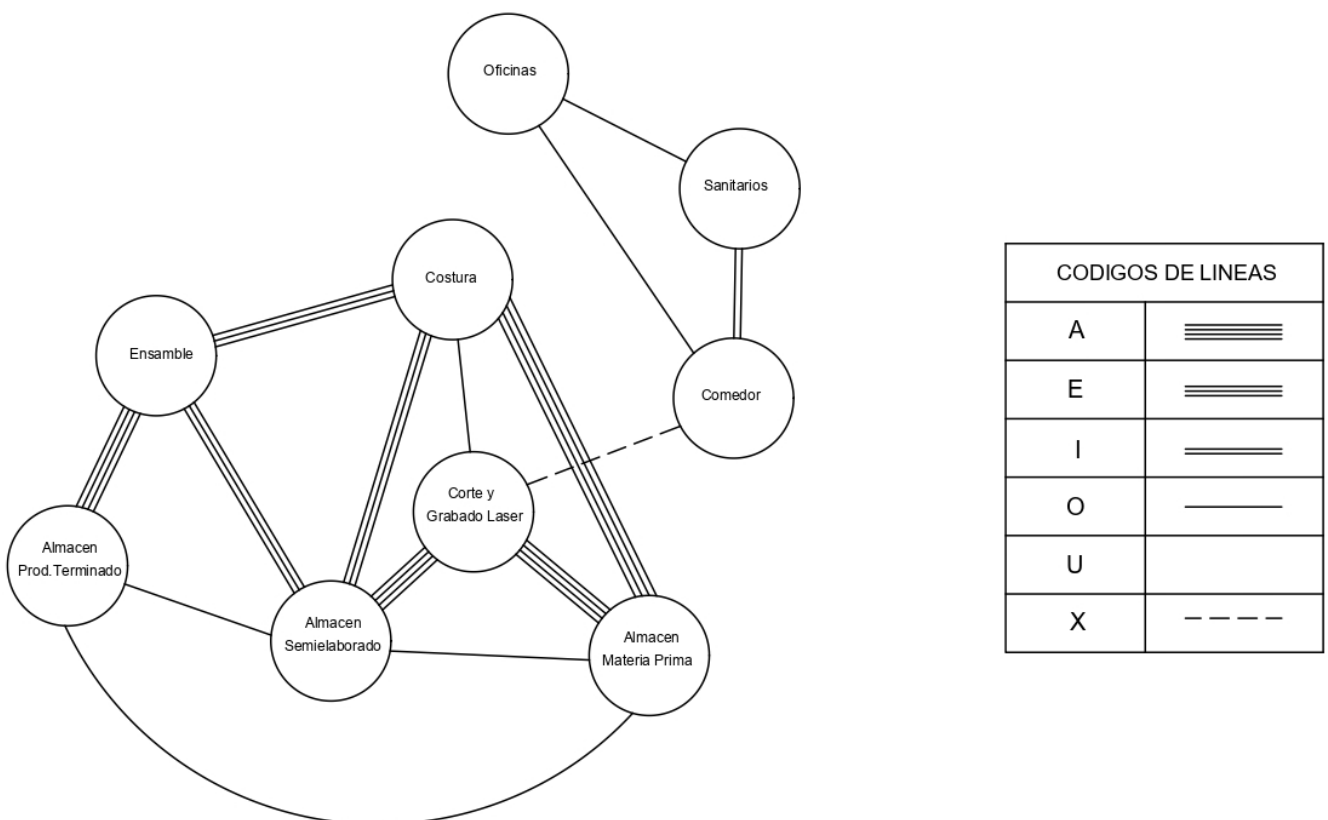 Oficinas
Sanitarios
Costura
Ensamble
Comedor
Corte y
Grabado Laser
Almacen
Prod.Terminado
Almacen
Semielaborado
Almacen
Materia Prima
CODIGOS DE LINEAS
A
E
I
O
U
X